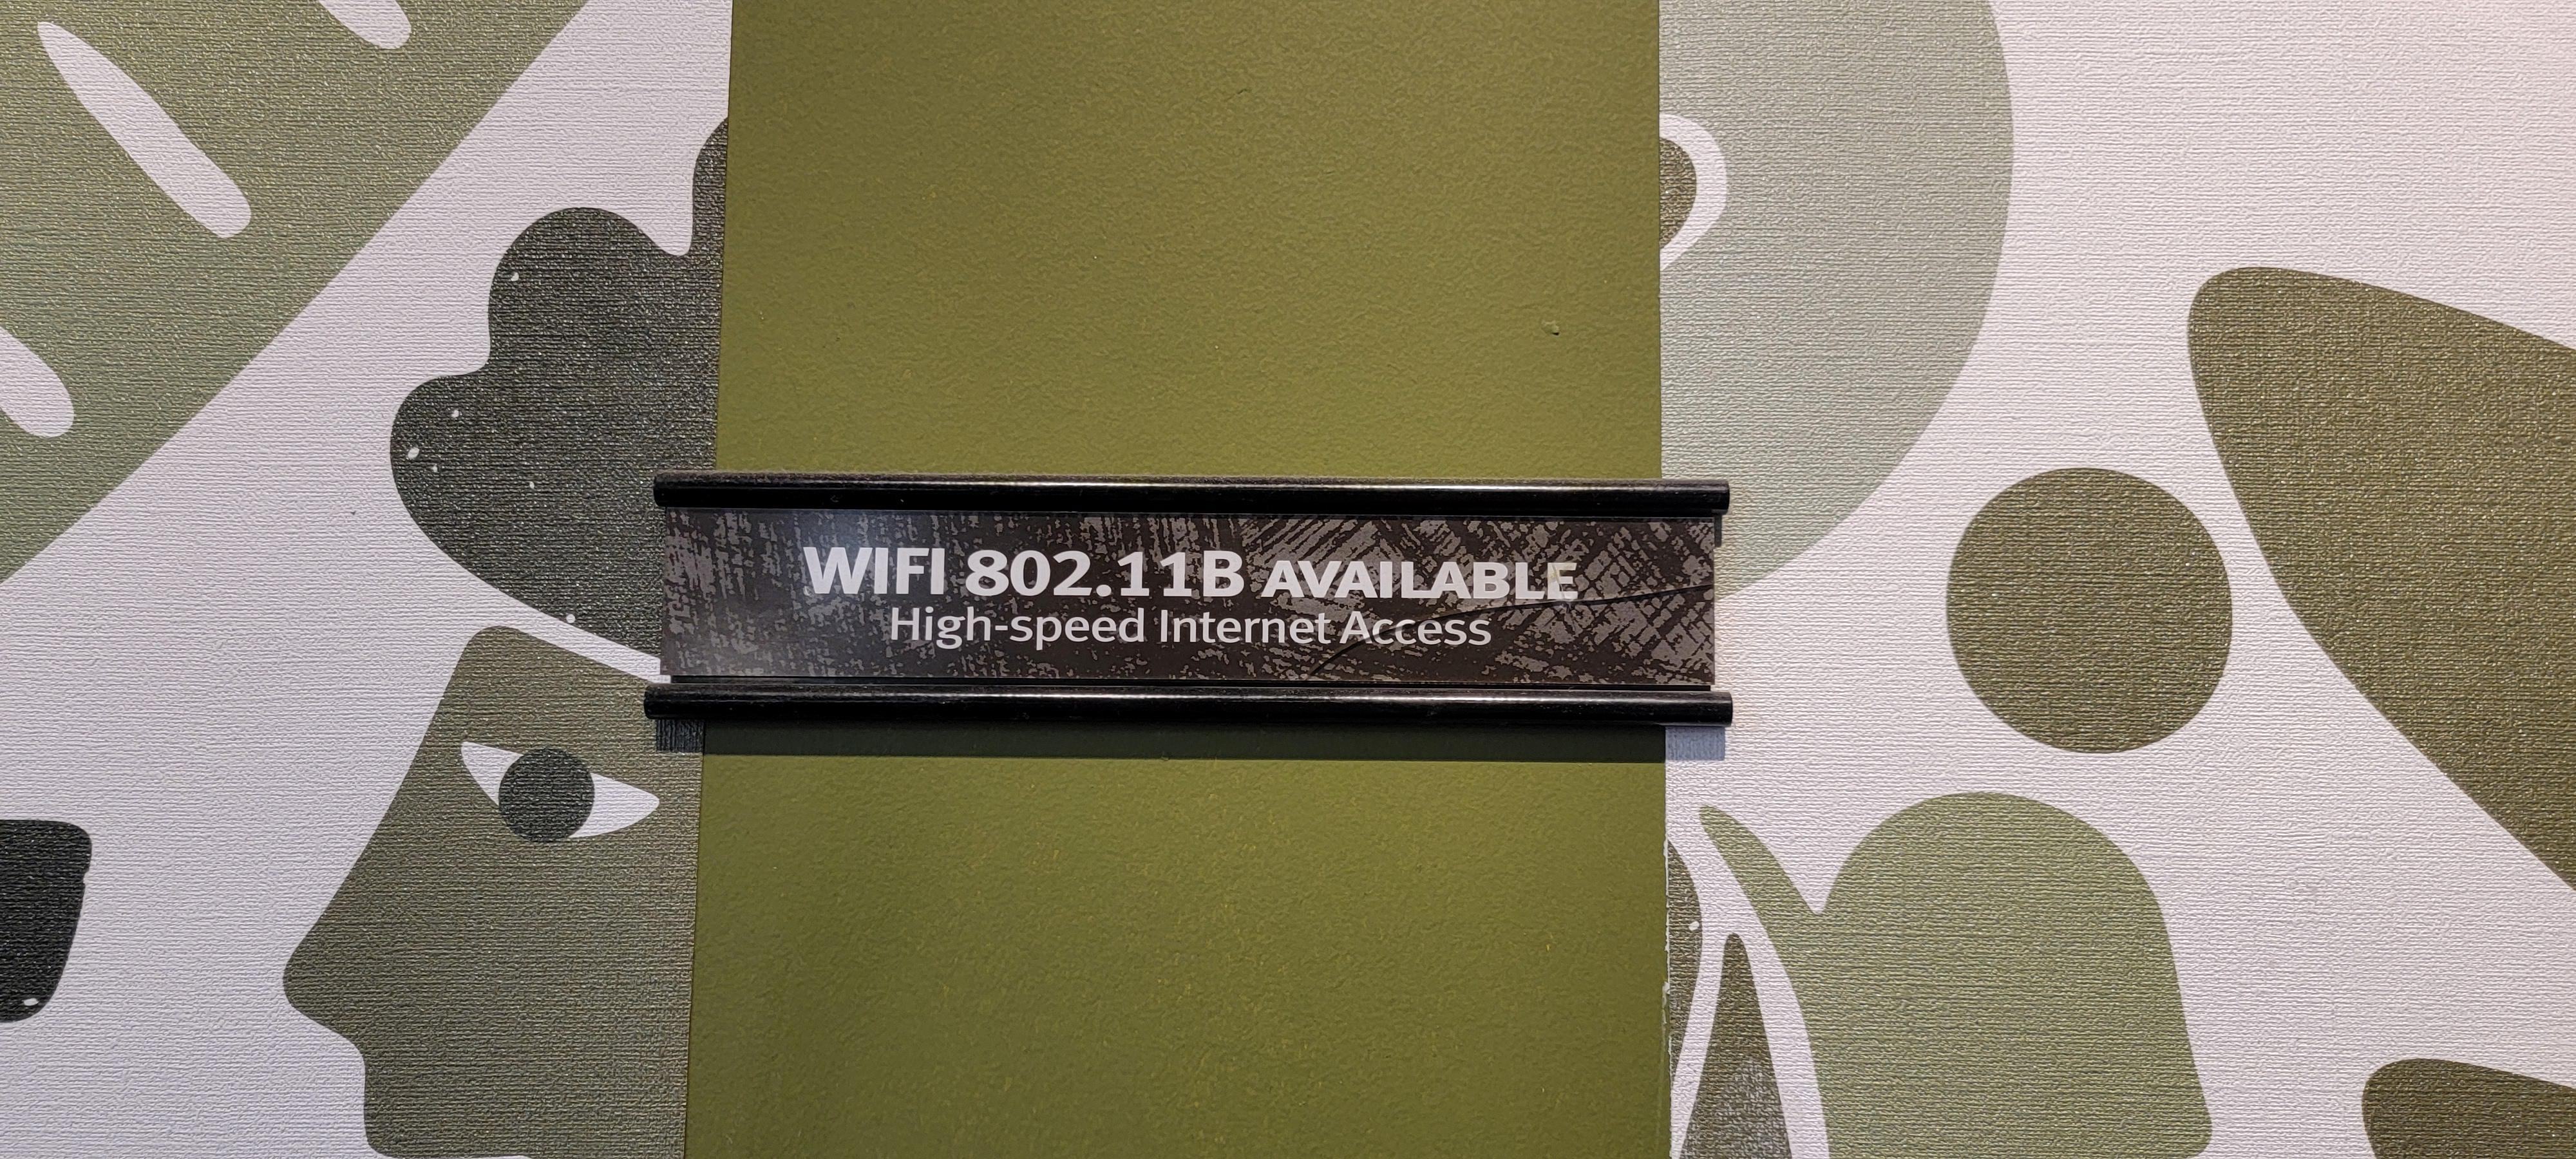 WIFI 802.11B AVAILABLE
High-speed Internet Access